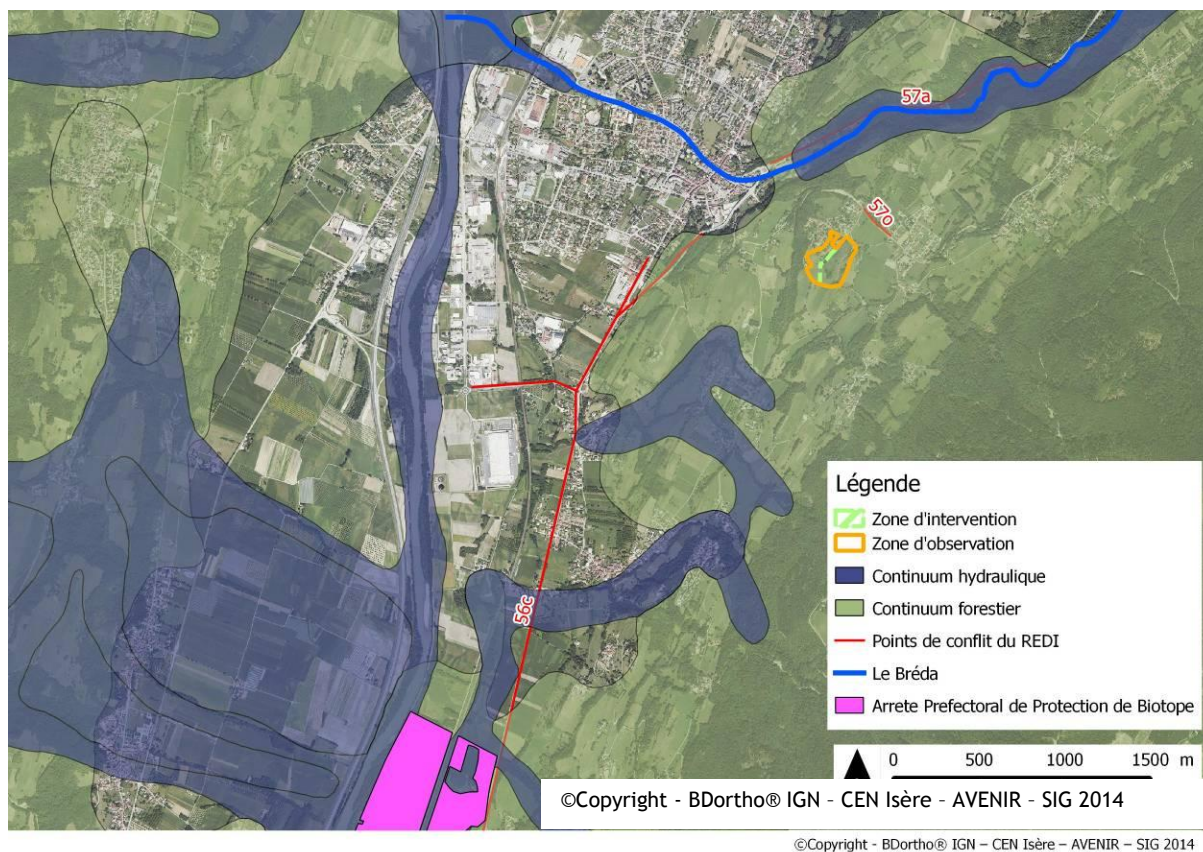 57a
57o
56c
Légende
Zone d'intervention
Zone d'observation
Continuum hydraulique
Continuum forestier
Points de conflit du REDI
Le Bréda
Arrete Prefectoral de Protection de Biotope
0 500 1000 1500 m
©Copyright - BDortho® IGN - CEN Isère - AVENIR - SIG 2014
©Copyright - BDortho® IGN – CEN Isère – AVENIR – SIG 2014